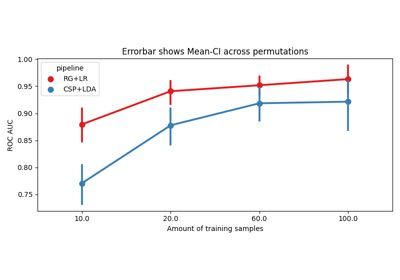 Errorbar shows Mean-CI across permutations
pipeline
RG+LR
CSP+LDA
ROC AUC
1.00
0.95
0.90
0.85
0.80
0.75
10.0 20.0 60.0 100.0
Amount of training samples